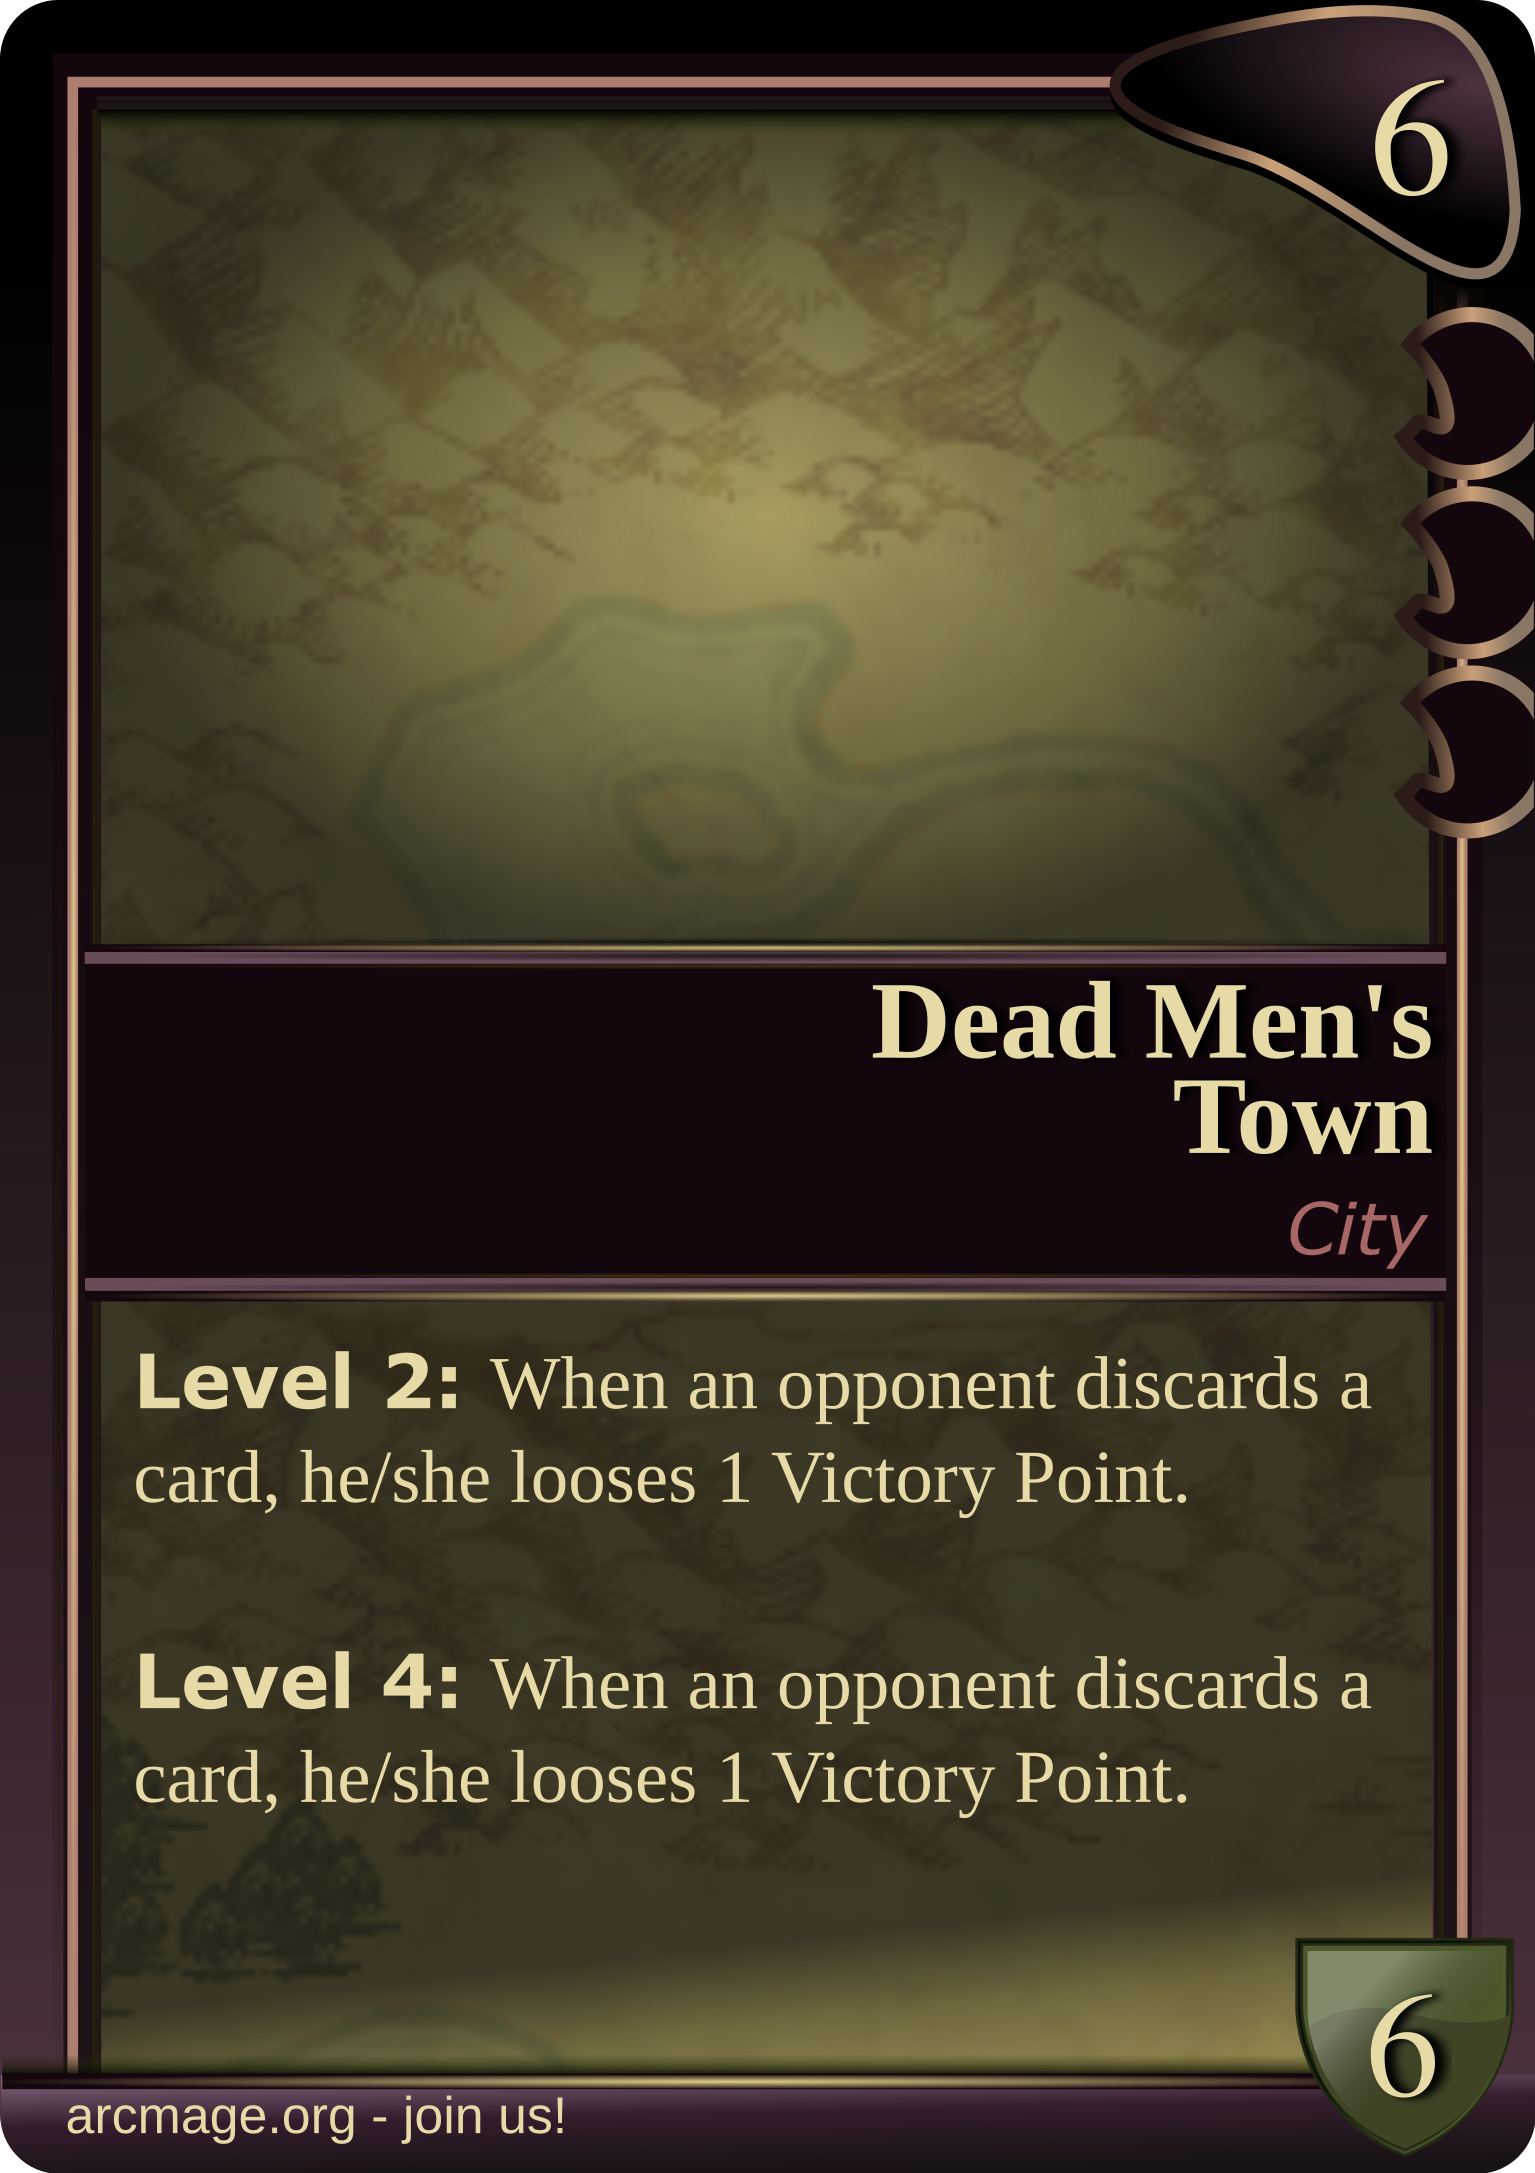 6
Dead Men's
Town
City
Level 2: When an opponent discards a
card, he/she looses 1 Victory Point.
Level 4: When an opponent discards a
card, he/she looses 1 Victory Point.
6
arcmage.org - join us!